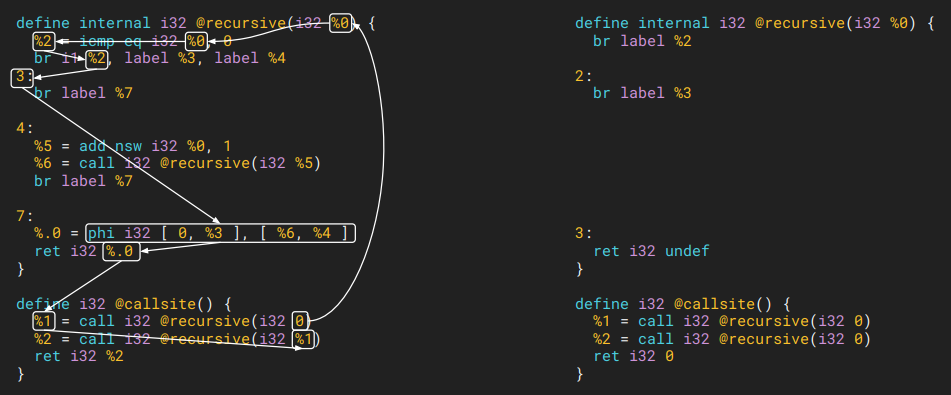 define internal i32 @recursive(i32 %0) {
%2 = icmp eq i32 %0, 0
br i1 %2, label %3, label %4
3:
br label %7
4:
%5 = add nsw i32 %0, 1
%6 = call i32 @recursive(i32 %5)
br label %7
7:
%.0 = phi i32 [ 0, %3 ], [ %6, %4 ]
ret i32 %.0
}
define i32 @callsite() {
%1 = call i32 @recursive(i32 0)
%2 = call i32 @recursive(i32 %1)
ret i32 %2
}
define internal i32 @recursive(i32 %0) {
br label %2
2:
br label %3
3:
ret i32 undef
}
define i32 @callsite() {
%1 = call i32 @recursive(i32 0)
%2 = call i32 @recursive(i32 0)
ret i32 0
}